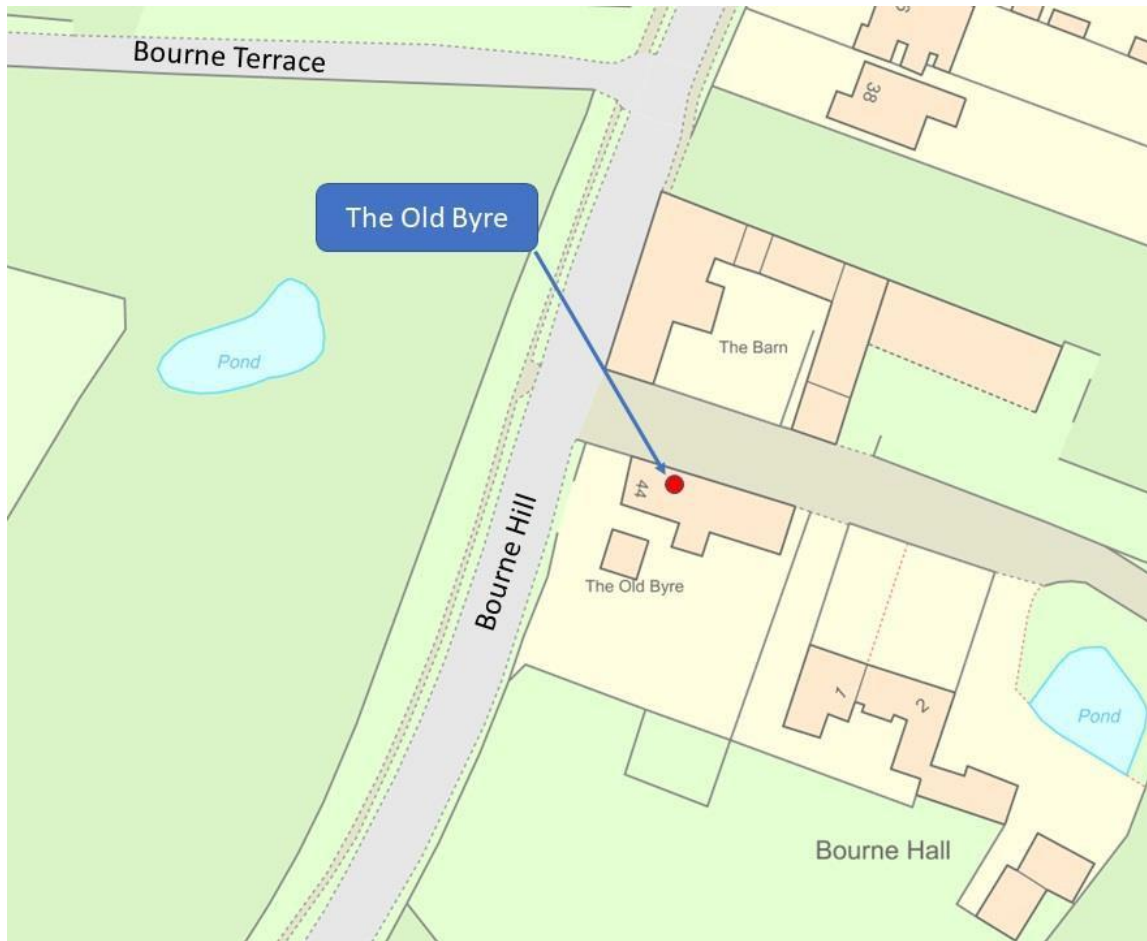 Bourne Terrace
38
The Old Byre
Pond
The Barn
44
Bourne Hill
The Old Byre
1
2
Pond
Bourne Hall